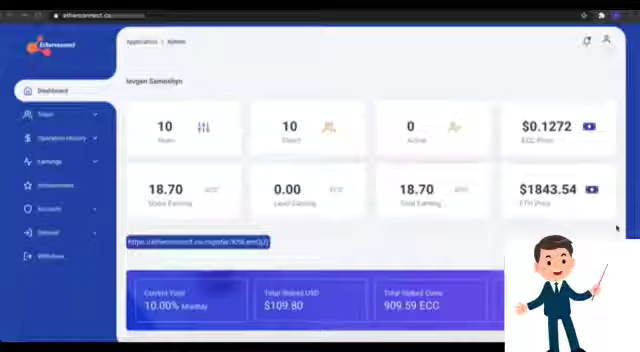 etherconnect.co
Etherconnect
Application > Admin
Ievgen Samoshyn
Dashboard
Team
Operation History
Earnings
Accounts
Withdraw
10
Team
10
Direct
0
Active
$0.1272
ECC Price
18.70
Stake Earning
0.00
Level Earning
18.70
Total Earning
$1843.54
ETH Price
Current Yield
10.00% Monthly
Total Staked USD
$109.80
Total Staked Coins
909.59 ECC